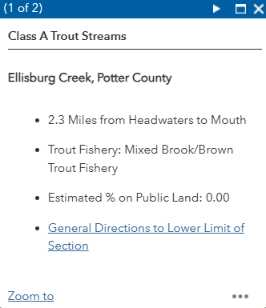 (1 of 2)
Class A Trout Streams
Ellisburg Creek, Potter County
• 2.3 Miles from Headwaters to Mouth
• Trout Fishery: Mixed Brook/Brown
Trout Fishery
• Estimated % on Public Land: 0.00
• General Directions to Lower Limit of
Section
Zoom to